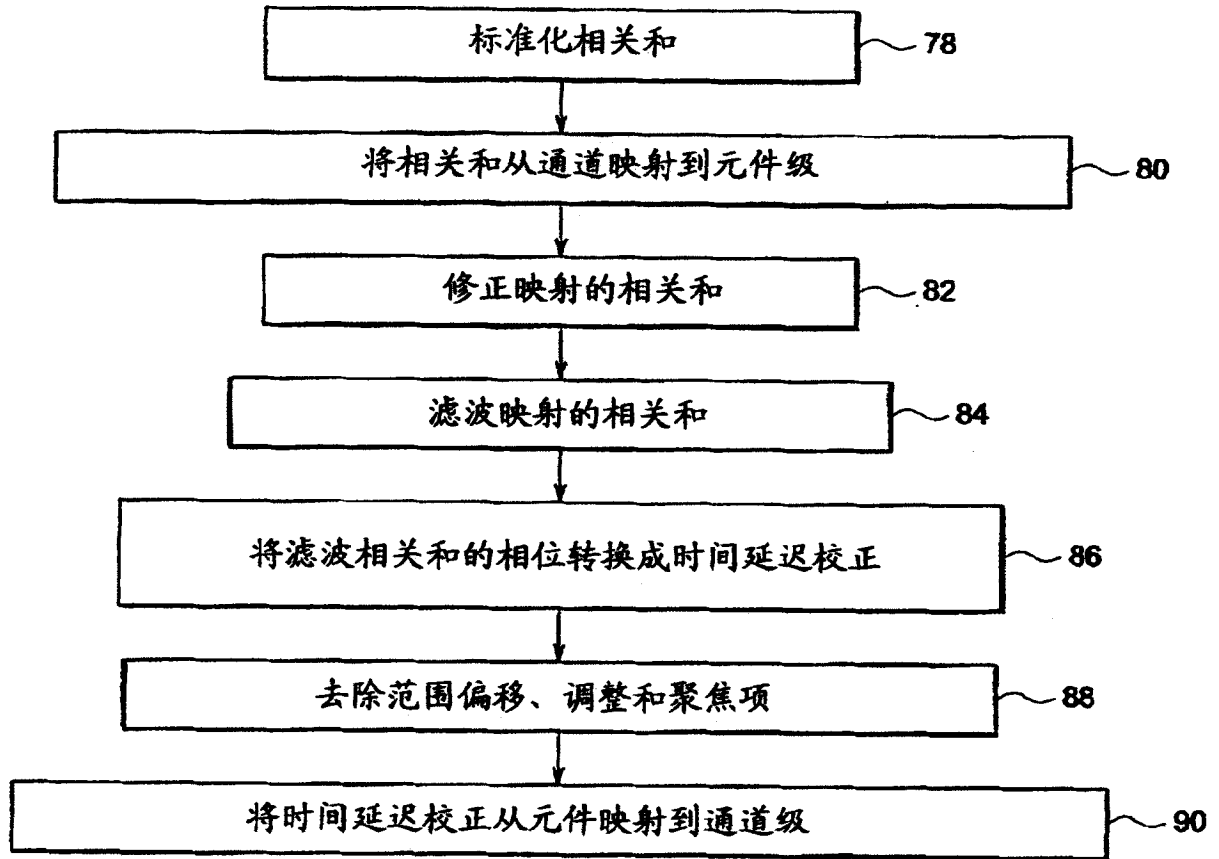 标准化相关和 78
将相关和从通道映射到元件级 80
修正映射的相关和 82
滤波映射的相关和 84
将滤波相关和的相位转换成时间延迟校正 86
去除范围偏移、调整和聚焦项 88
将时间延迟校正从元件映射到通道级 90